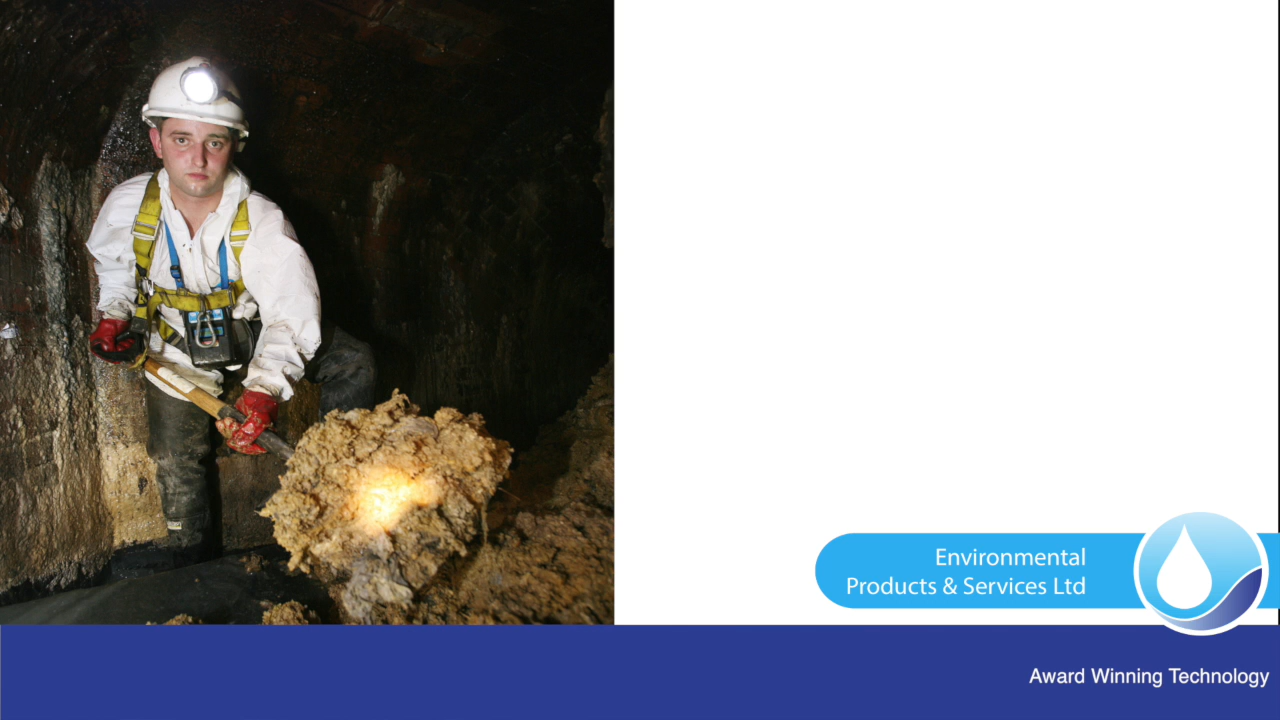 Environmental
Products & Services Ltd
Award Winning Technology